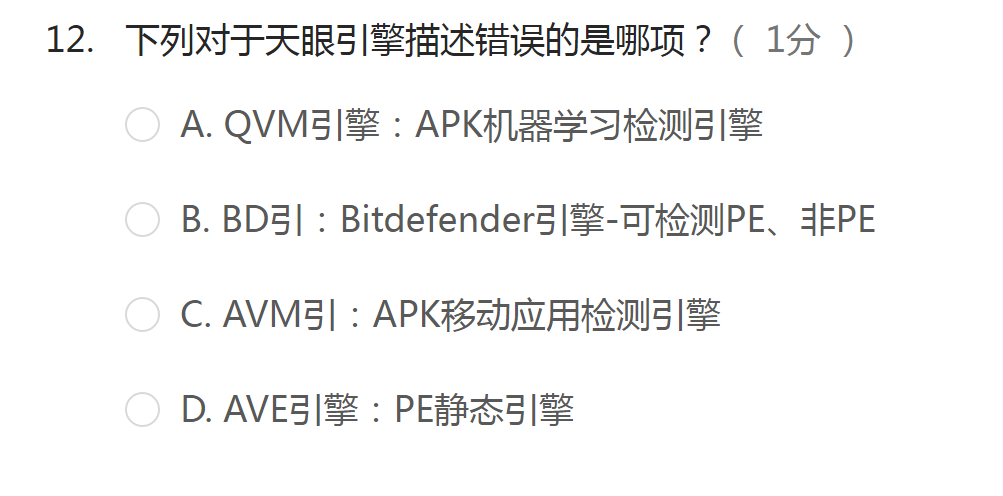 12. 下列对于天眼引擎描述错误的是哪项？（ 1分 ）
A. QVM引擎：APK机器学习检测引擎
B. BD引：Bitdefender引擎-可检测PE、非PE
C. AVM引：APK移动应用检测引擎
D. AVE引擎：PE静态引擎